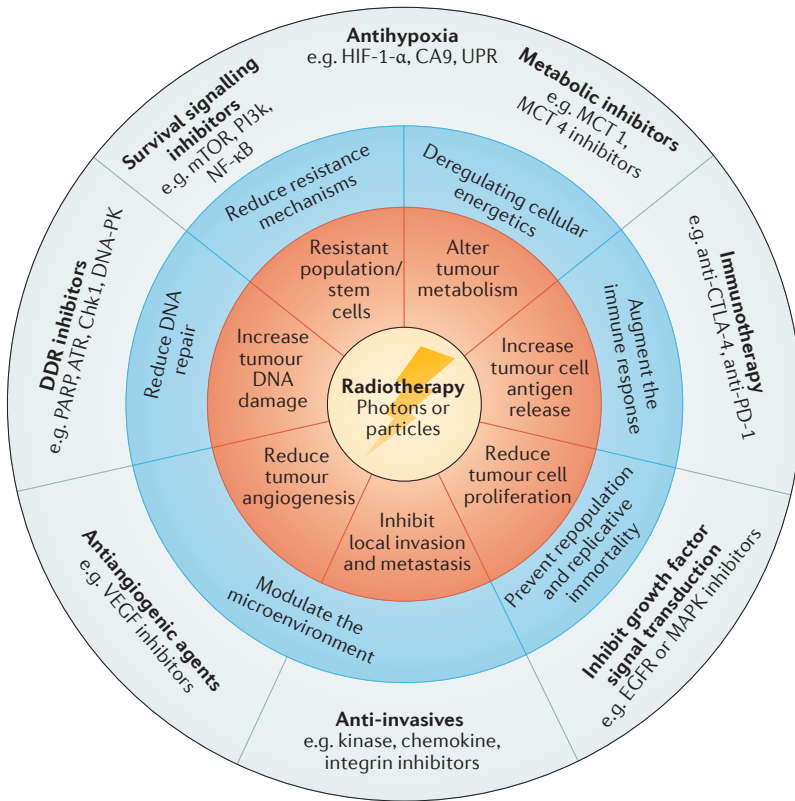 Antihypoxia
e.g. HIF-1-α, CA9, UPR
Metabolic inhibitors
e.g. MCT 1,
MCT 4 inhibitors
Immunotherapy
e.g. anti-CTLA-4, anti-PD-1
Inhibit growth factor
signal transduction
e.g. EGFR or MAPK inhibitors
Anti-invasives
e.g. kinase, chemokine,
integrin inhibitors
Antiangiogenic agents
e.g. VEGF inhibitors
DDR inhibitors
e.g. PARP, ATR, Chk1, DNA-PK
Survival signalling
inhibitors
e.g. mTOR, PI3k,
NF-κB
Reduce resistance
mechanisms
Deregulating cellular
energetics
Augment the
immune response
Prevent repopulation
and replicative
immortality
Modulate the
microenvironment
Reduce DNA
repair
Resistant
population/
stem
cells
Alter
tumour
metabolism
Increase
tumour cell
antigen
release
Reduce
tumour cell
proliferation
Inhibit
local invasion
and metastasis
Reduce
tumour
angiogenesis
Increase
tumour
DNA
damage
Radiotherapy
Photons or
particles